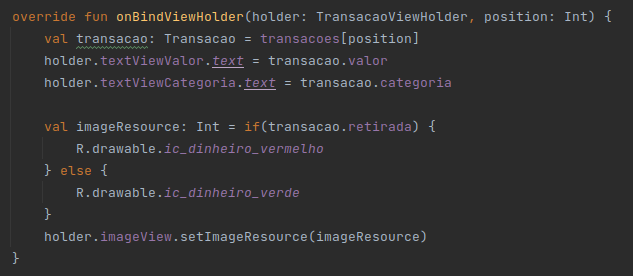 override fun onBindViewHolder(holder: TransacaoViewHolder, position: Int) {
    val transacao: Transacao = transacoes[position]
    holder.textViewValor.text = transacao.valor
    holder.textViewCategoria.text = transacao.categoria

    val imageResource: Int = if(transacao.retirada) {
        R.drawable.ic_dinheiro_vermelho
    } else {
        R.drawable.ic_dinheiro_verde
    }
    holder.imageView.setImageResource(imageResource)
}